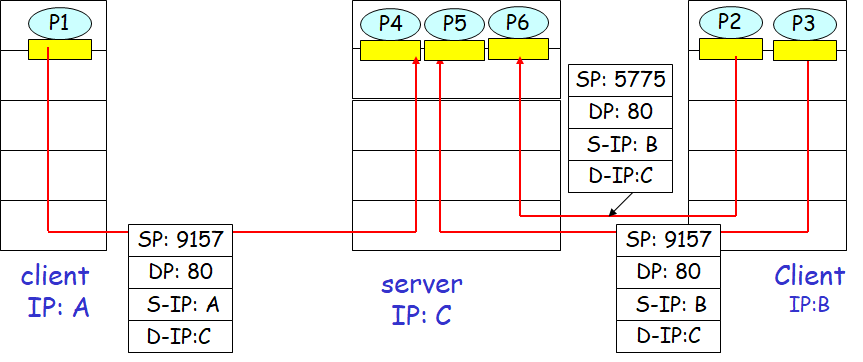 P1
P4
P5
P6
P2
P3
SP: 5775
DP: 80
S-IP: B
D-IP:C
SP: 9157
DP: 80
S-IP: A
D-IP:C
SP: 9157
DP: 80
S-IP: B
D-IP:C
client
IP: A
server
IP: C
Client
IP:B